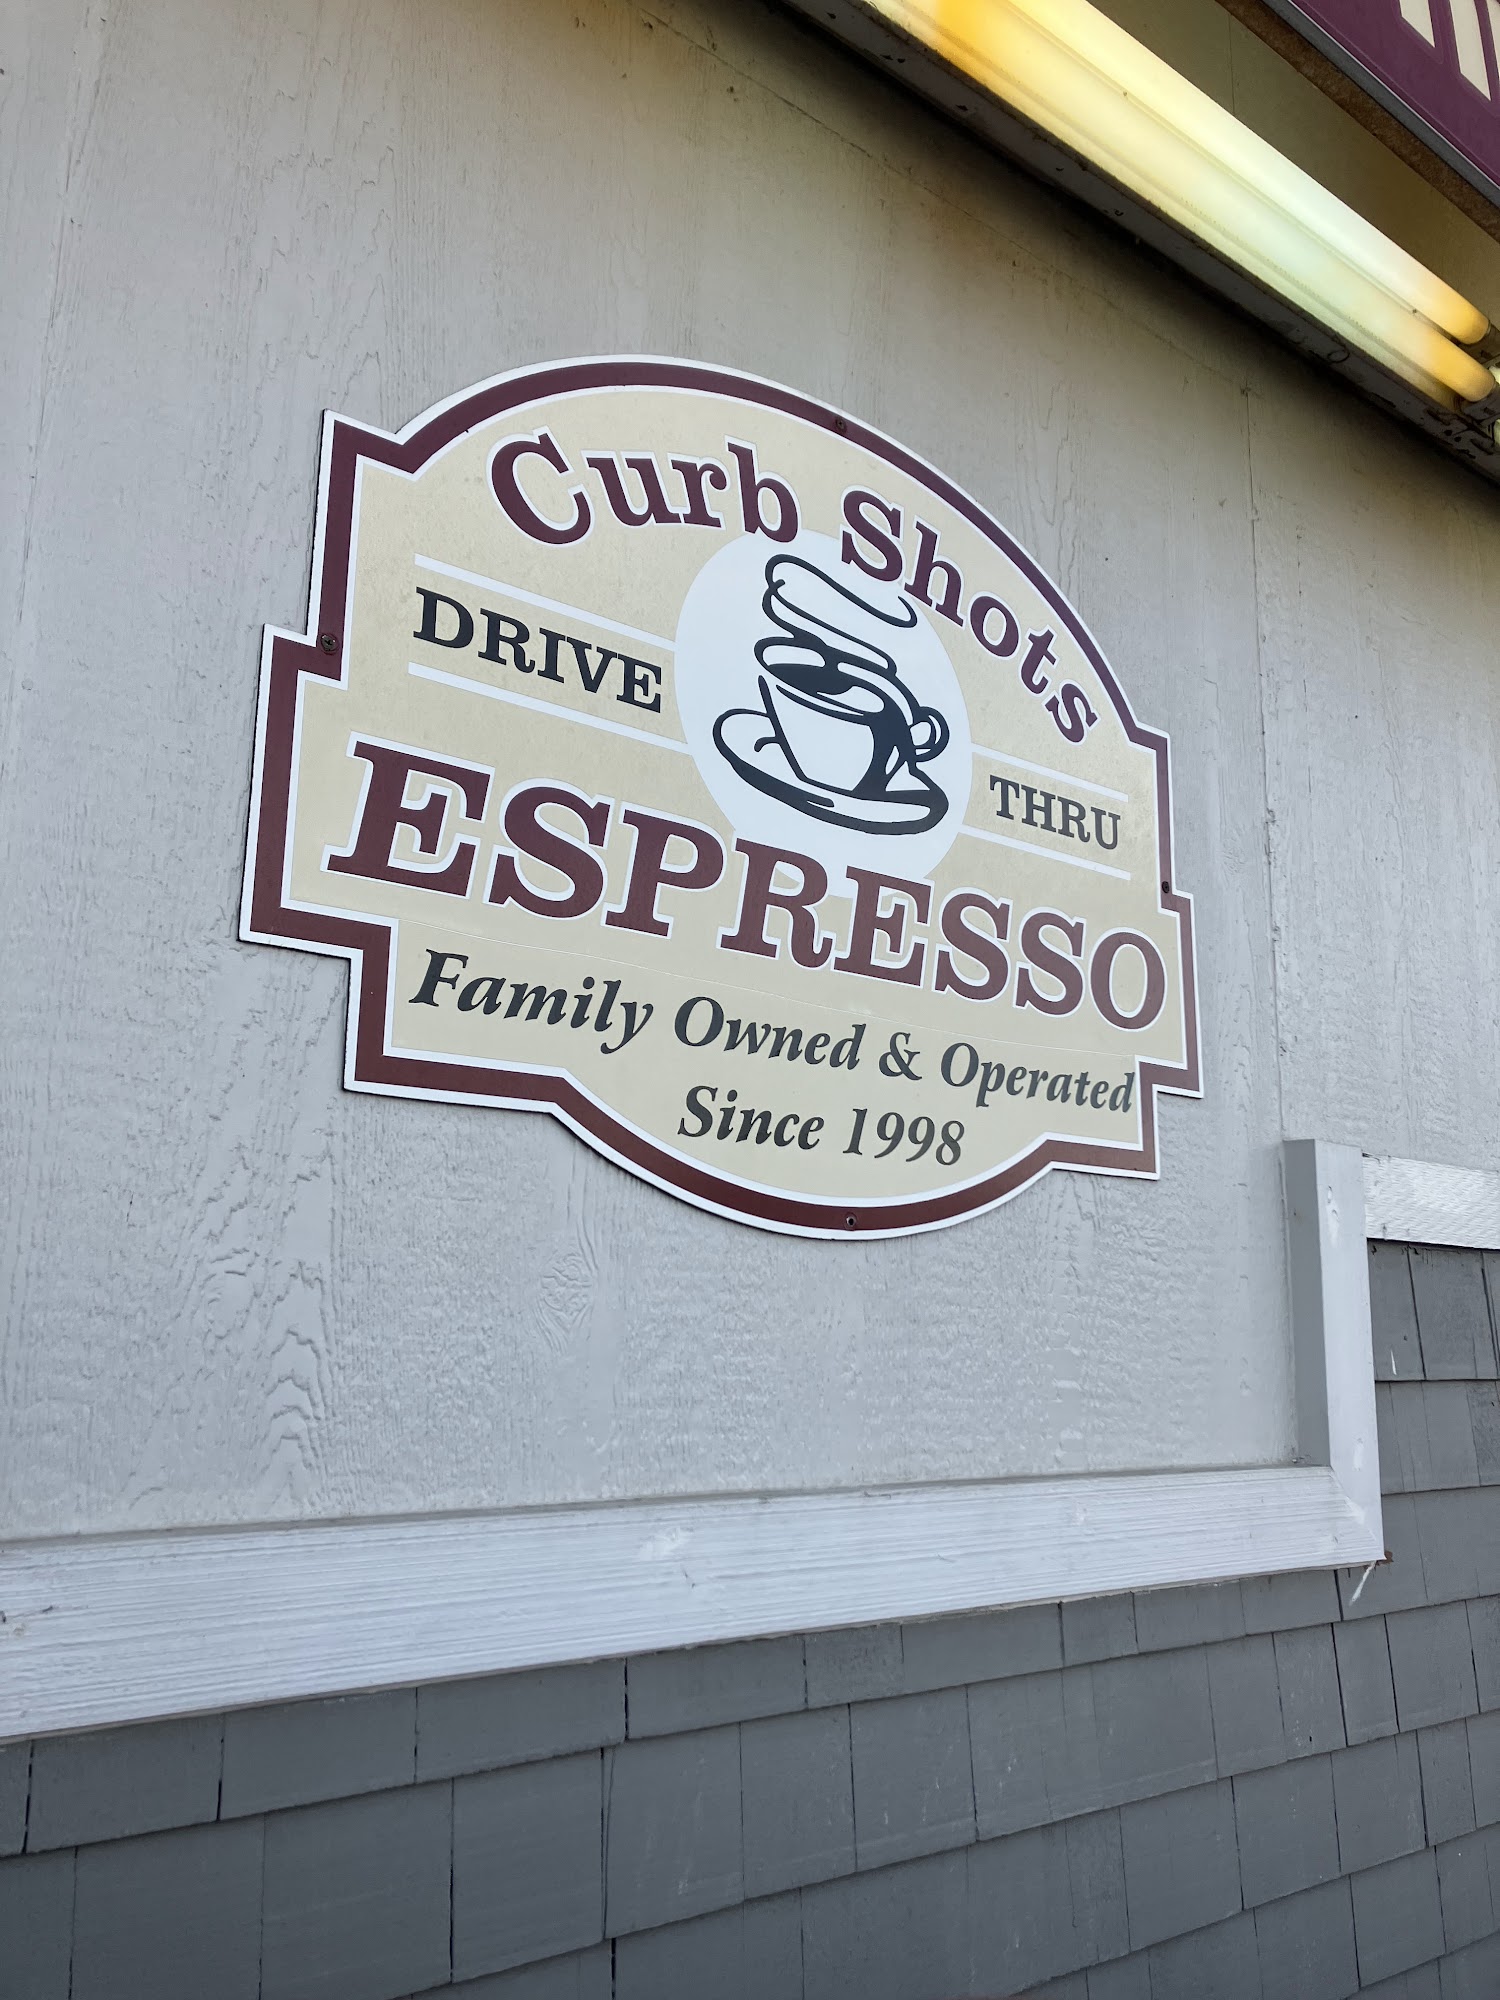 Curb Shots
DRIVE THRU
ESPRESSO
Family Owned & Operated
Since 1998